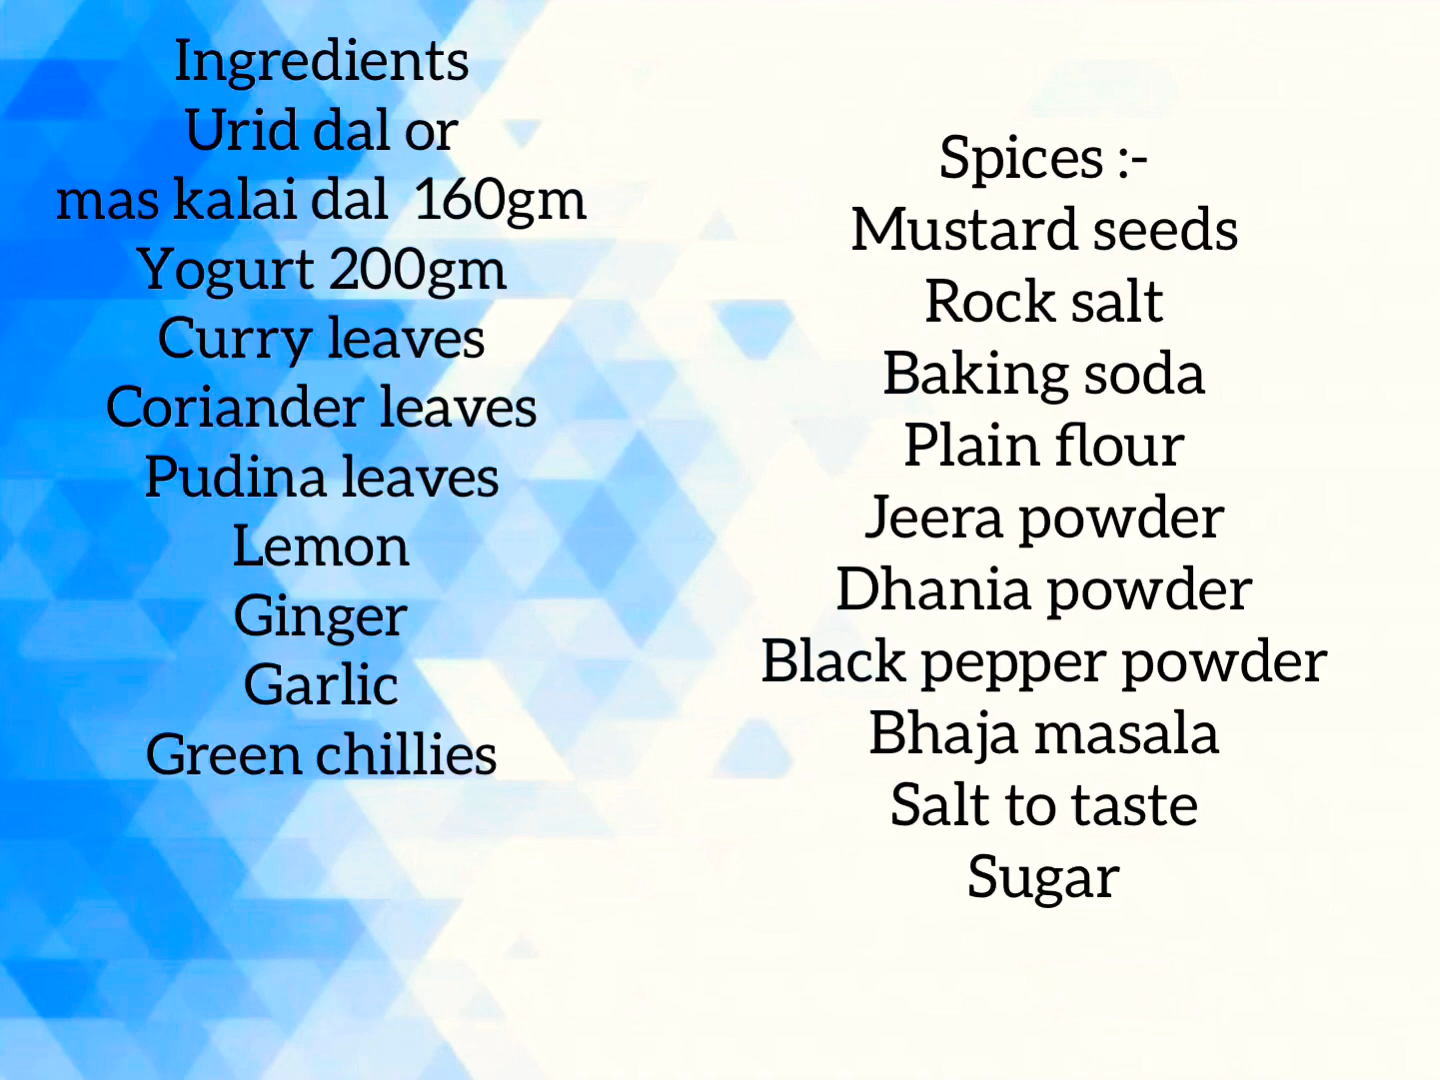 Ingredients
Urid dal or
mas kalai dal 160gm
Yogurt 200gm
Curry leaves
Coriander leaves
Pudina leaves
Lemon
Ginger
Garlic
Green chillies
Spices :-
Mustard seeds
Rock salt
Baking soda
Plain flour
Jeera powder
Dhania powder
Black pepper powder
Bhaja masala
Salt to taste
Sugar